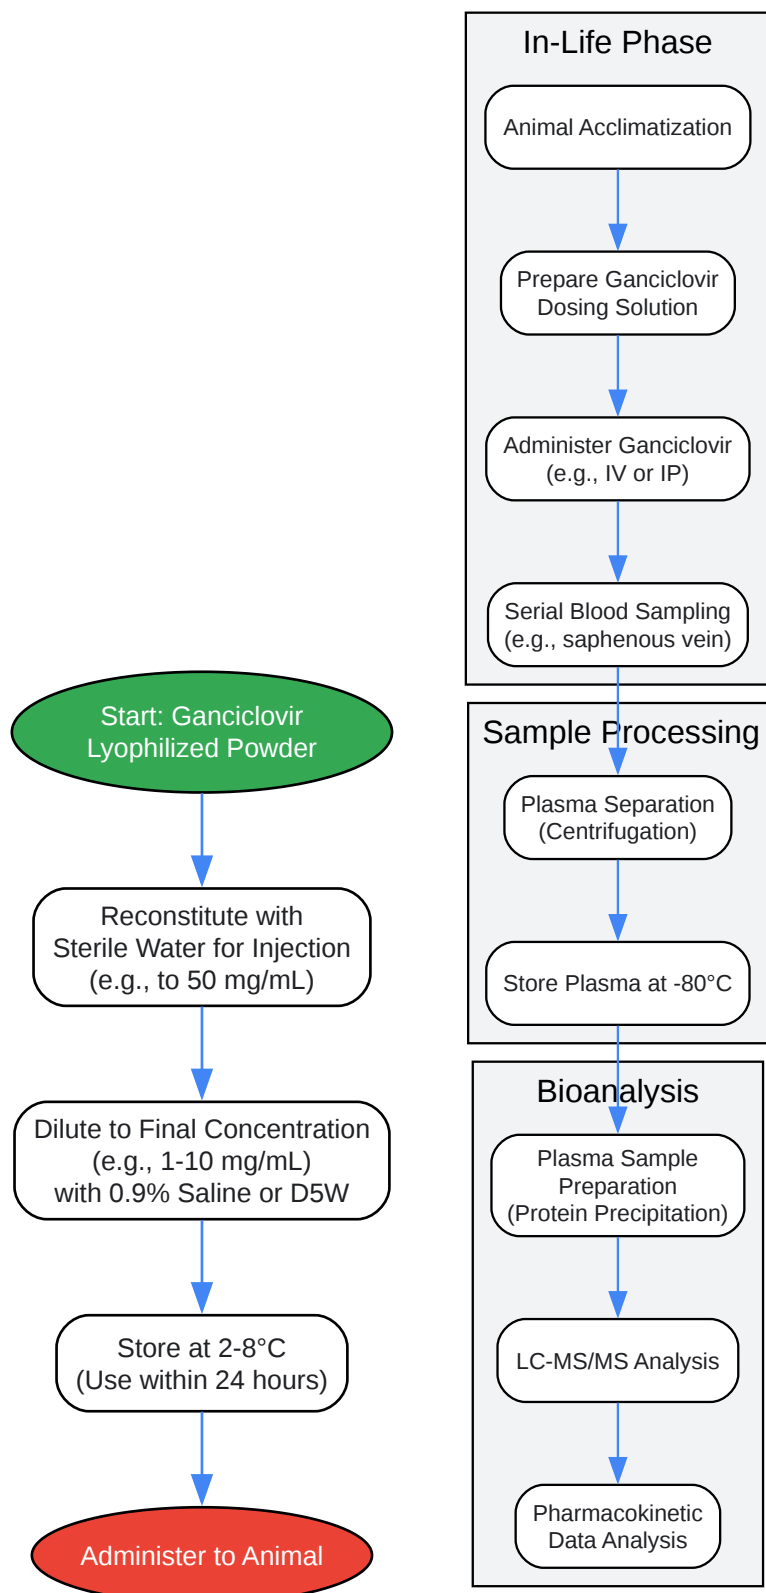 In-Life Phase
Animal Acclimatization
Prepare Ganciclovir
Dosing Solution
Administer Ganciclovir
(e.g., IV or IP)
Serial Blood Sampling
(e.g., saphenous vein)
Sample Processing
Plasma Separation
(Centrifugation)
Store Plasma at -80°C
Bioanalysis
Plasma Sample
Preparation
(Protein Precipitation)
LC-MS/MS Analysis
Pharmacokinetic
Data Analysis
Start: Ganciclovir
Lyophilized Powder
Reconstitute with
Sterile Water for Injection
(e.g., to 50 mg/mL)
Dilute to Final Concentration
(e.g., 1-10 mg/mL)
with 0.9% Saline or D5W
Store at 2-8°C
(Use within 24 hours)
Administer to Animal